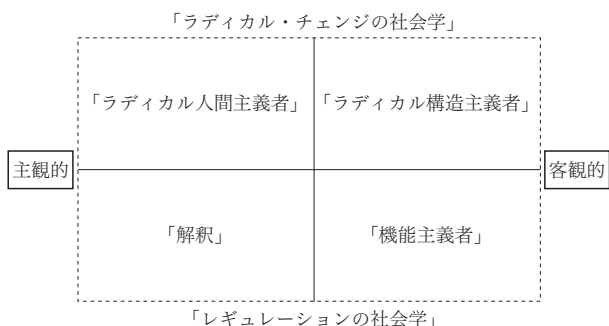 「ラディカル・チェンジの社会学」
「ラディカル人間主義者」 「ラディカル構造主義者」
主観的 客観的
「解釈」 「機能主義者」
「レギュレーションの社会学」